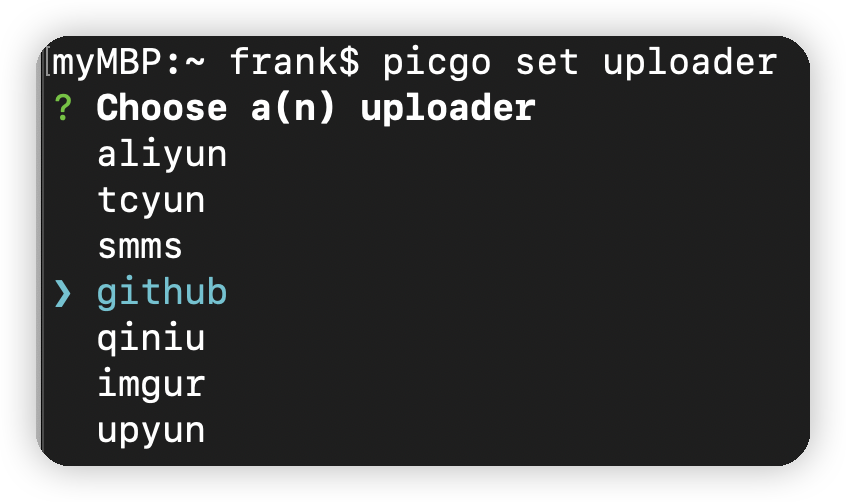 [myMBP:~ frank$ picgo set uploader
? Choose a(n) uploader
aliyun
tcyun
smms
❯ github
qiniu
imgur
upyun